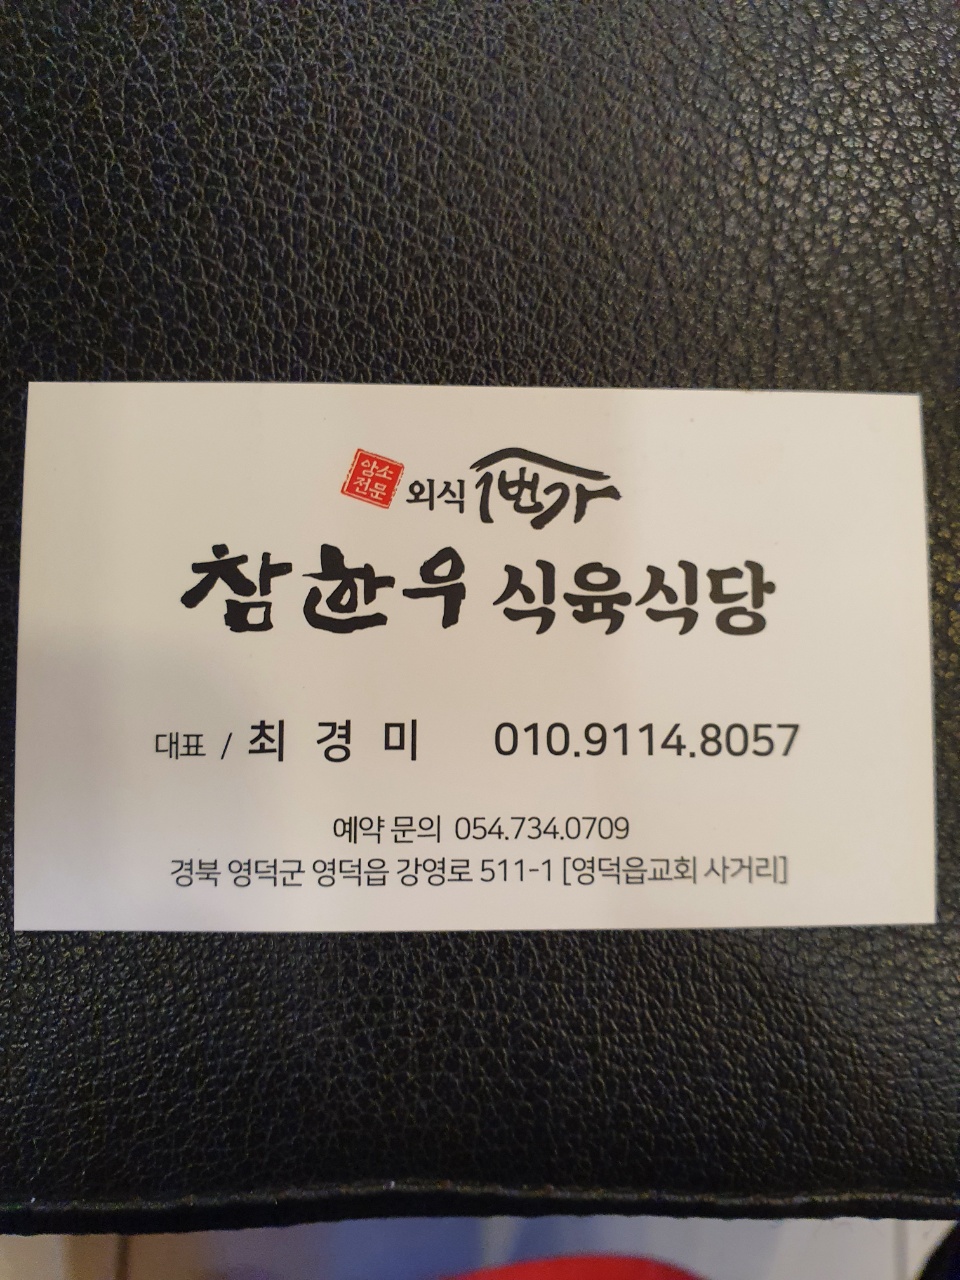 암소
전문
외식 1번가
참한우 식육식당
대표 / 최 경 미 010.9114.8057
예약 문의 054.734.0709
경북 영덕군 영덕읍 강영로 511-1 [영덕읍교회 사거리]